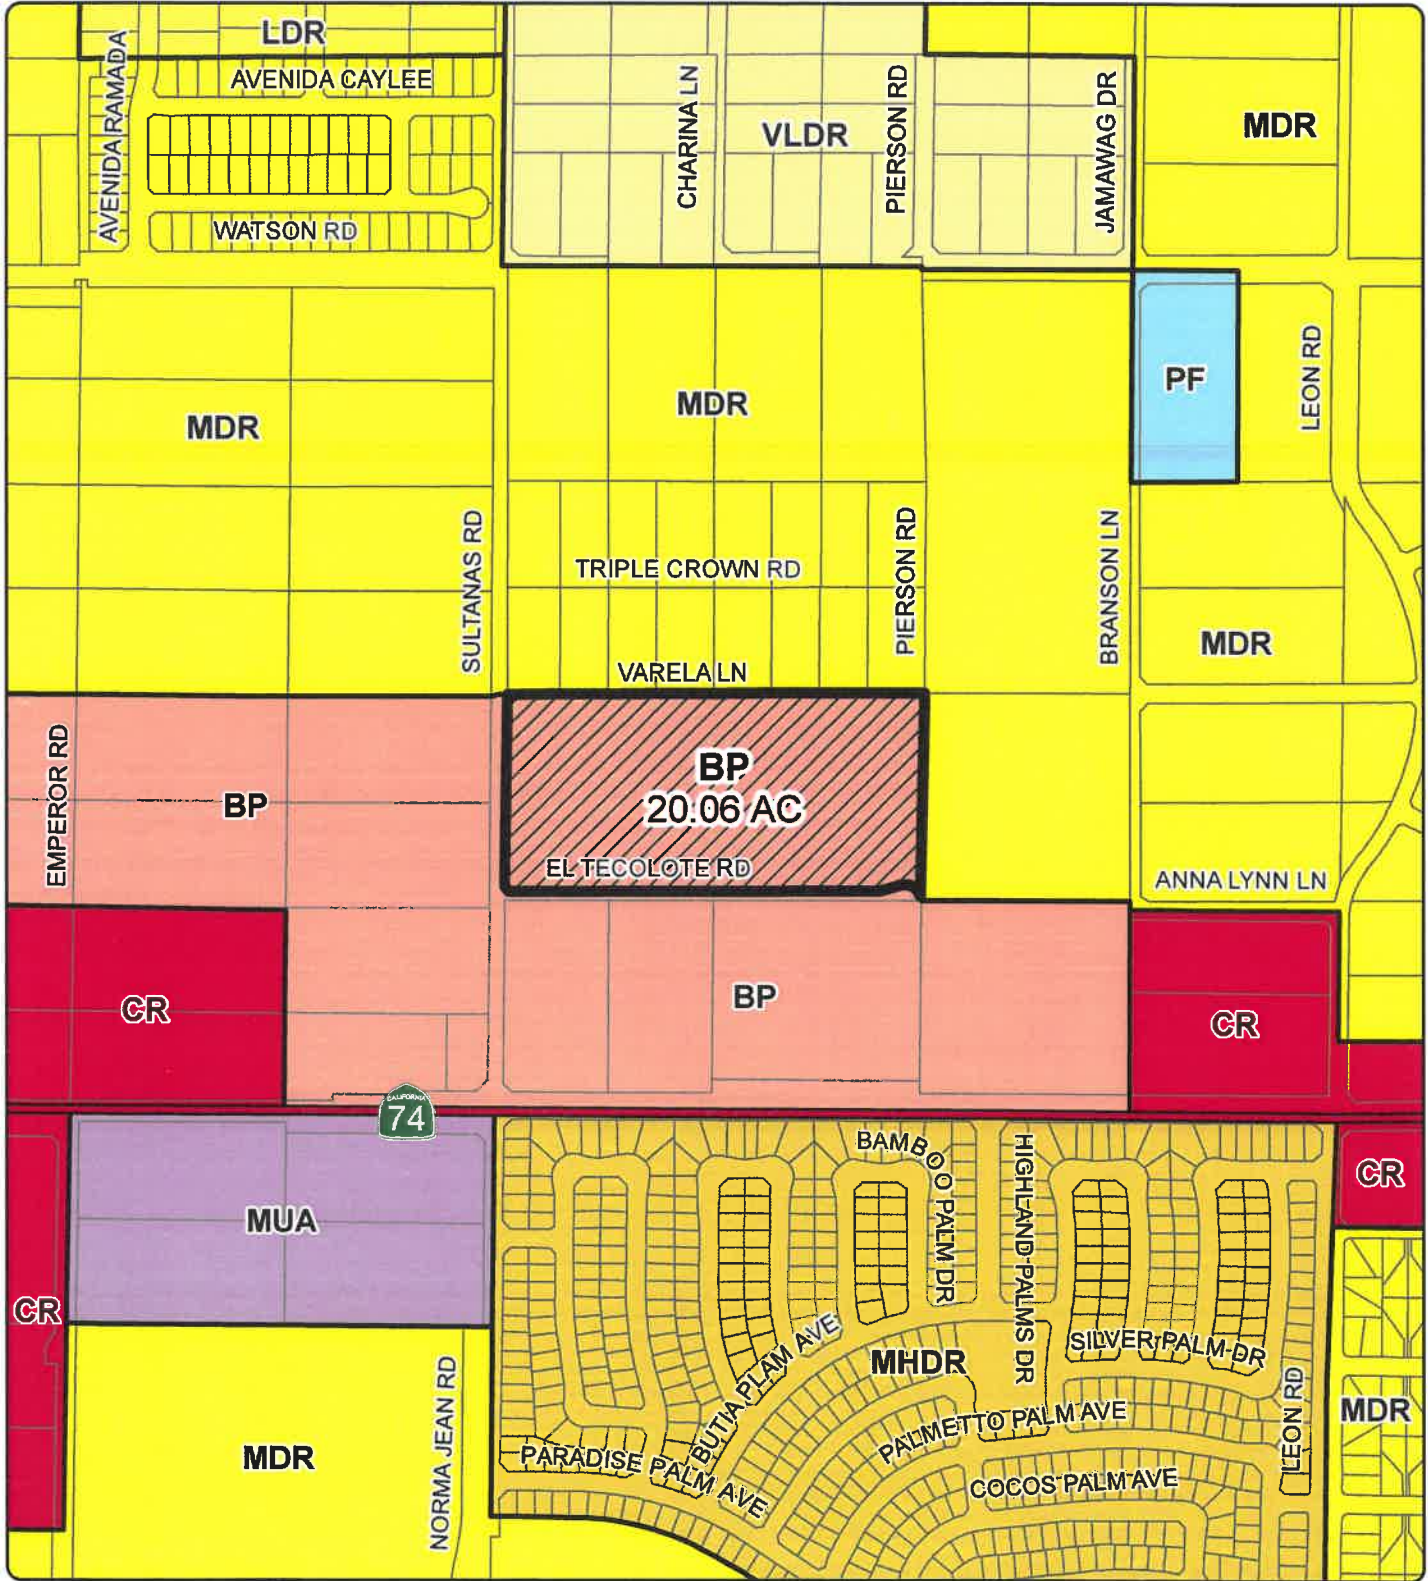 LDR
AVENIDA CAYLEE
AVENIDA RAMADA
WATSON RD
CHARINA LN
VLDR
PIERSON RD
JAMAWAG DR
MDR
PF
LEON RD
MDR
MDR
SULTANAS RD
TRIPLE CROWN RD
PIERSON RD
BRANSON LN
MDR
VARELA LN
EMPEROR RD
BP
BP
20.06 AC
EL TECOLOTE RD
ANNA LYNN LN
CR
BP
CR
CALIFORNIA
74
MUA
CR
BAMBOO PALM DR
HIGHLAND PALMS DR
CR
BUTIA PLAM AVE
MHDR
SILVER PALM DR
MDR
NORMA JEAN RD
PARADISE PALM AVE
PALMETTO PALM AVE
COCOS PALM AVE
LEON RD
MDR